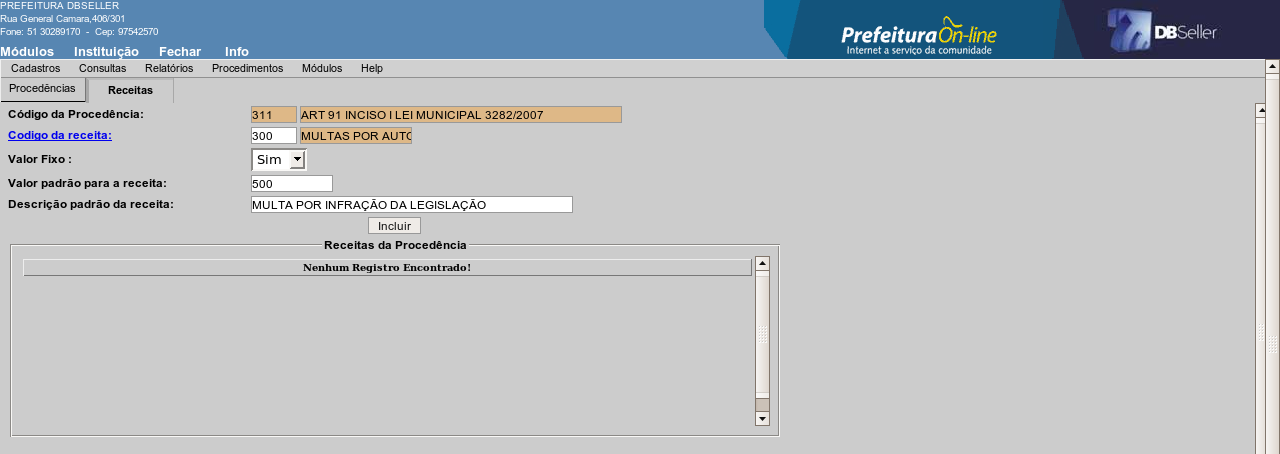 PREFEITURA DBSELLER
Rua General Camara,406/301
Fone: 51 30289170 - Cep: 97542570
Prefeitura On-line
Internet a serviço da comunidade
DBSeller
Módulos Instituição Fechar Info
Cadastros Consultas Relatórios Procedimentos Módulos Help
Procedências Receitas
Código da Procedência: 311 ART 91 INCISO I LEI MUNICIPAL 3282/2007
Codigo da receita: 300 MULTAS POR AUTO
Valor Fixo : Sim
Valor padrão para a receita: 500
Descrição padrão da receita: MULTA POR INFRAÇÃO DA LEGISLAÇÃO
Incluir
Receitas da Procedência
Nenhum Registro Encontrado!